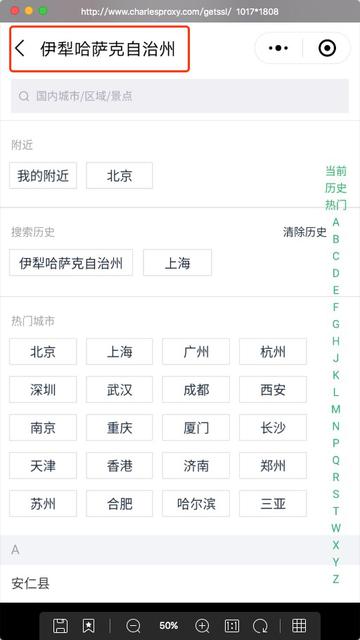 http://www.charlesproxy.com/getssl/ 1017*1808
伊犁哈萨克自治州
国内城市/区域/景点
附近
我的附近 北京
搜索历史 清除历史
伊犁哈萨克自治州 上海
热门城市
北京 上海 广州 杭州
深圳 武汉 成都 西安
南京 重庆 厦门 长沙
天津 香港 济南 郑州
苏州 合肥 哈尔滨 三亚
A
安仁县
当前
历史
热门
A
B
C
D
E
F
G
H
J
K
L
M
N
P
Q
R
S
T
W
X
Y
Z
50%
1:1